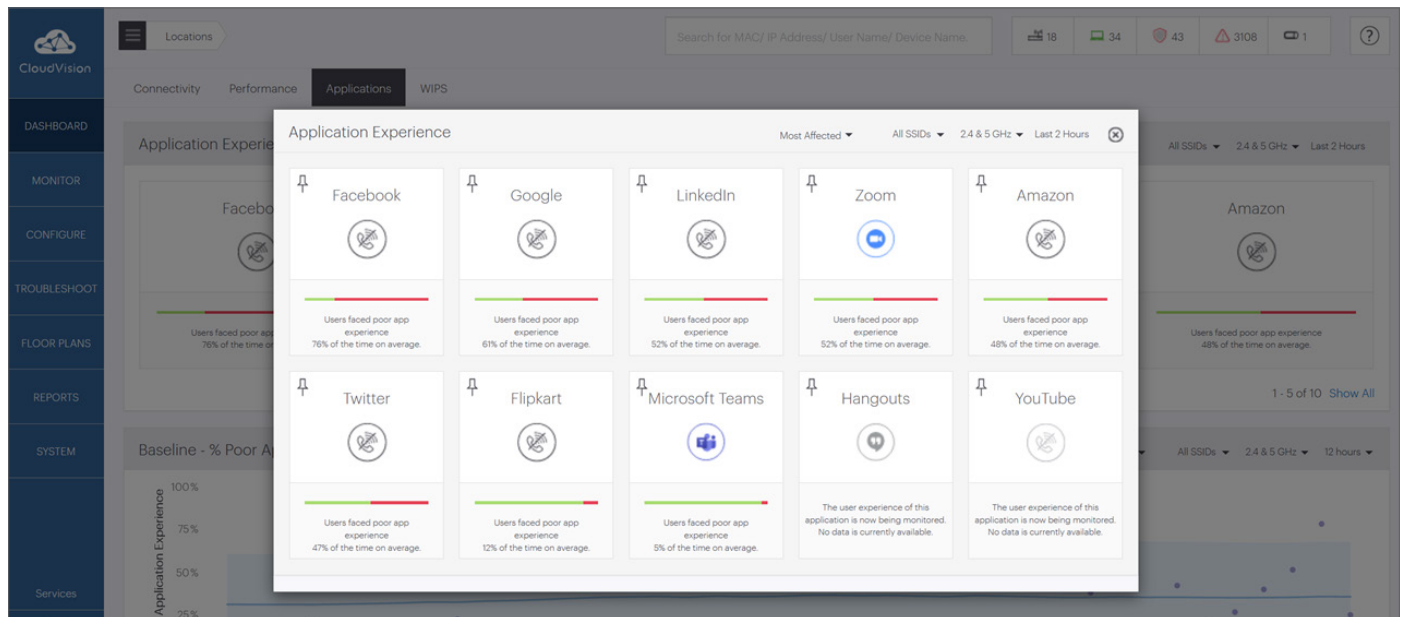 CloudVision
Locations
Search for MAC/ IP Address/ User Name/ Device Name.
18
34
43
3108
1
?
Connectivity Performance Applications WIPS
DASHBOARD
MONITOR
CONFIGURE
TROUBLESHOOT
FLOOR PLANS
REPORTS
SYSTEM
Services
Application Experie
All SSIDs 2.4 & 5 GHz Last 2 Hours
Facebo
Users faced poor app
76% of the time or
Amazon
Users faced poor app experience
48% of the time on average.
1 - 5 of 10 Show All
Application Experience
Most Affected All SSIDs 2.4 & 5 GHz Last 2 Hours
Facebook
Users faced poor app
experience
76% of the time on average.
Google
Users faced poor app
experience
61% of the time on average.
LinkedIn
Users faced poor app
experience
52% of the time on average.
Zoom
Users faced poor app
experience
52% of the time on average.
Amazon
Users faced poor app
experience
48% of the time on average.
Twitter
Users faced poor app
experience
47% of the time on average.
Flipkart
Users faced poor app
experience
12% of the time on average.
Microsoft Teams
Users faced poor app
experience
5% of the time on average.
Hangouts
The user experience of this
application is now being monitored.
No data is currently available.
YouTube
The user experience of this
application is now being monitored.
No data is currently available.
Baseline - % Poor A
All SSIDs 2.4 & 5 GHz 12 hours
Application Experience
100%
75%
50%
25%